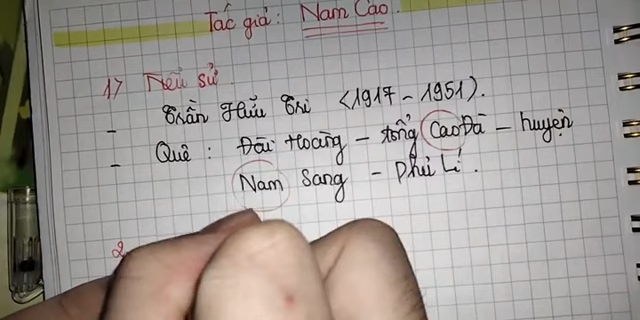 Tác giả: Nam Cao.
1) Tiểu sử
- Trần Hữu Tri (1917 - 1951).
- Quê: Đại Hoàng - tổng Cao Đà - huyện
Nam Sang - Phủ Lí.
2